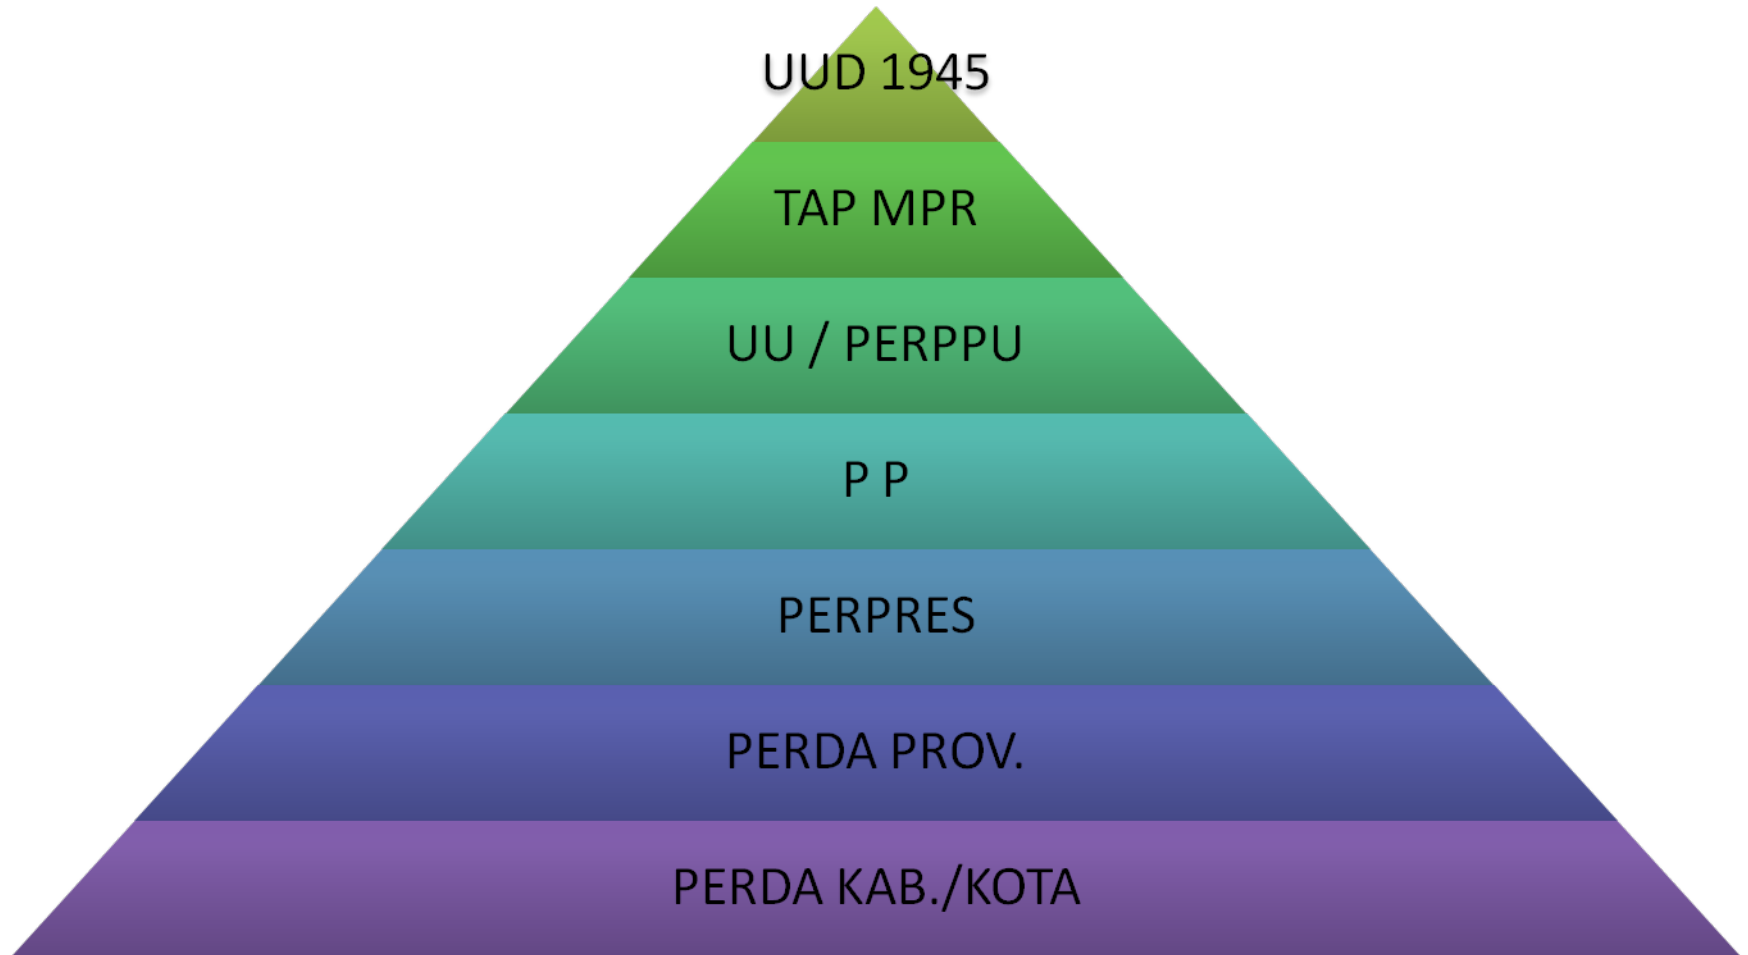 UUD 1945
TAP MPR
UU / PERPPU
P P
PERPRES
PERDA PROV.
PERDA KAB./KOTA